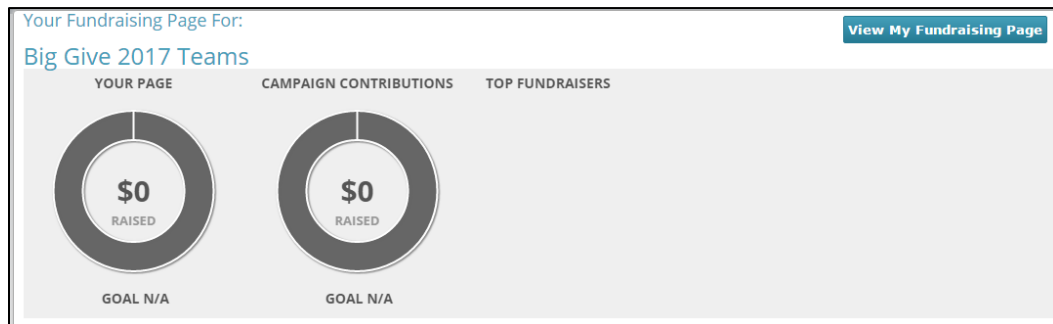 Your Fundraising Page For:
View My Fundraising Page
Big Give 2017 Teams
YOUR PAGE
CAMPAIGN CONTRIBUTIONS
TOP FUNDRAISERS
$0
RAISED
GOAL N/A
$0
RAISED
GOAL N/A